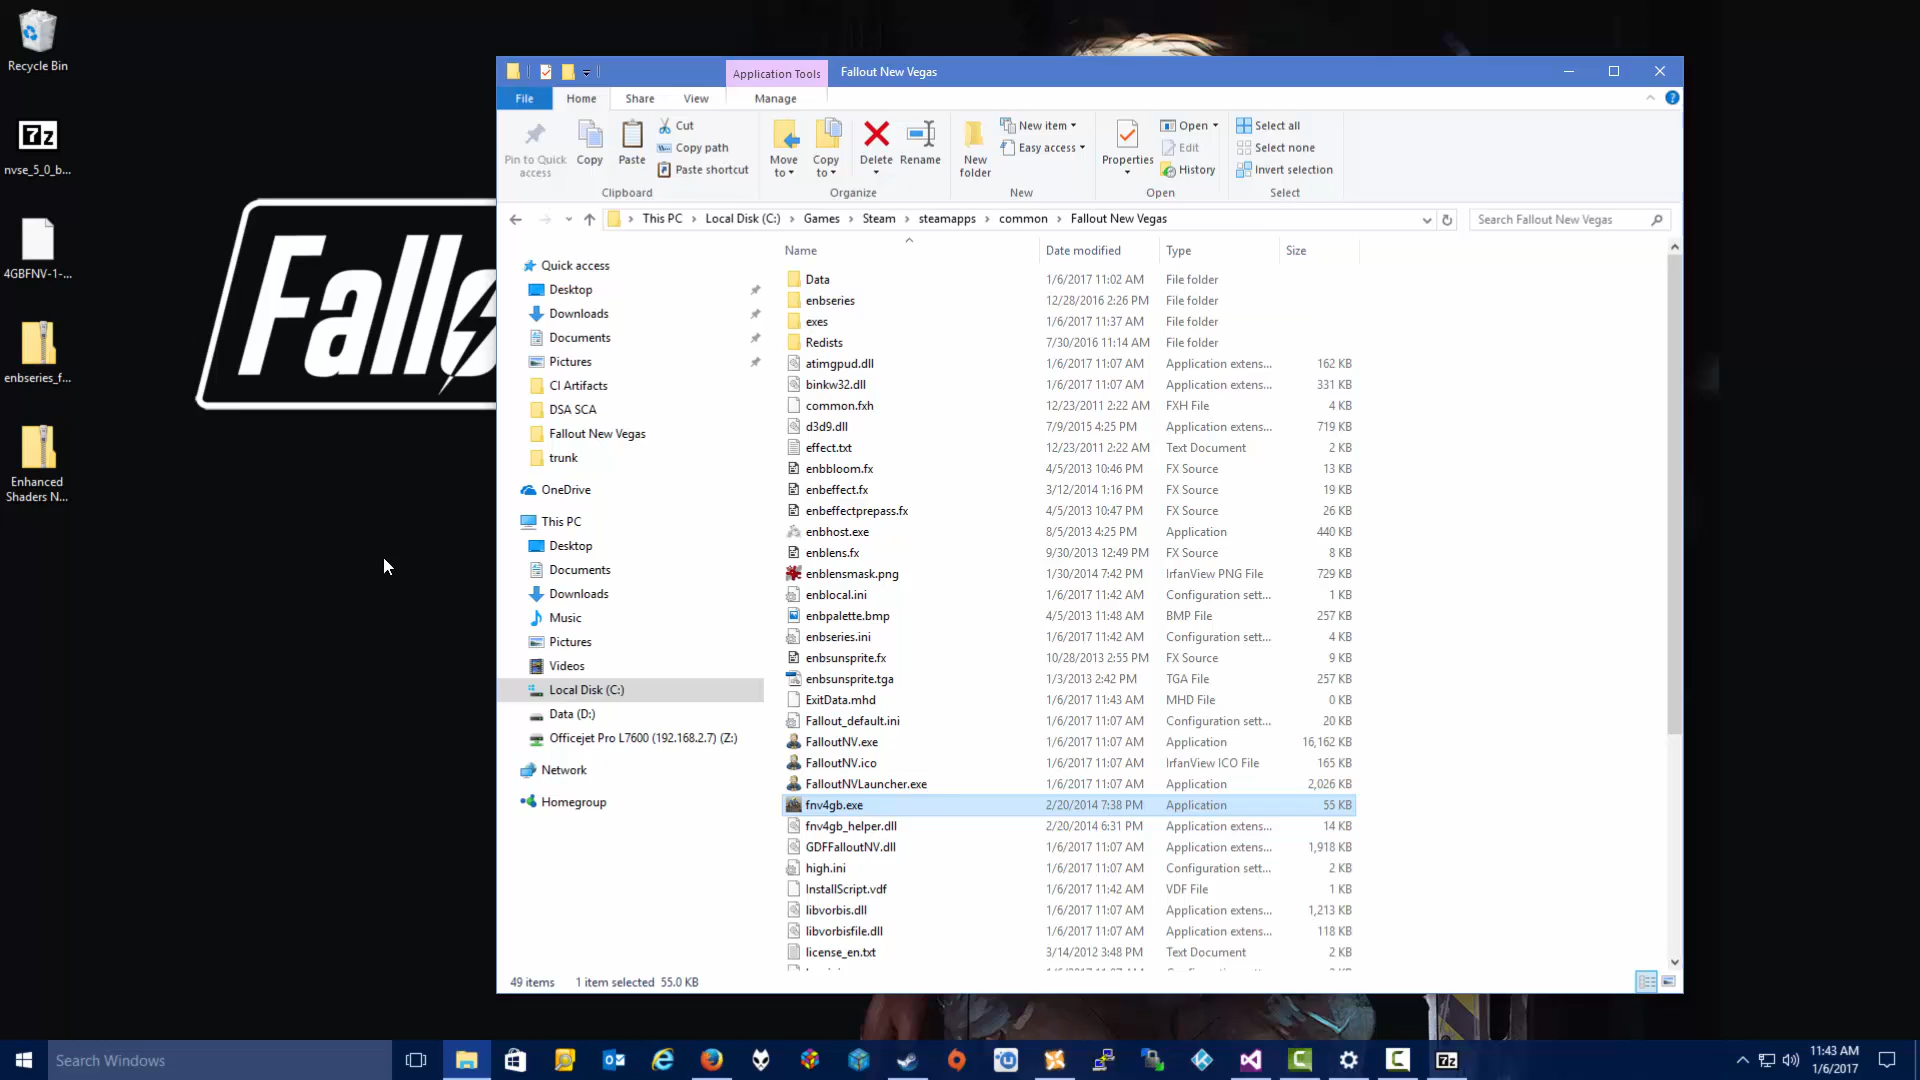 Recycle Bin
nvse_5_0_b...
4GBFNV-1-...
enbseries_f...
Enhanced
Shaders N...
Fall
Application Tools
Fallout New Vegas
File
Home
Share
View
Manage
Pin to Quick
access
Copy
Paste
Cut
Copy path
Paste shortcut
Clipboard
Move
to
Copy
to
Delete
Rename
Organize
New
folder
New item
Easy access
New
Properties
Open
Edit
History
Open
Select all
Select none
Invert selection
Select
This PC > Local Disk (C:) > Games > Steam > steamapps > common > Fallout New Vegas
Search Fallout New Vegas
Quick access
Desktop
Downloads
Documents
Pictures
CI Artifacts
DSA SCA
Fallout New Vegas
trunk
OneDrive
This PC
Desktop
Documents
Downloads
Music
Pictures
Videos
Local Disk (C:)
Data (D:)
Officejet Pro L7600 (192.168.2.7) (Z:)
Network
Homegroup
Name Date modified Type Size
Data 1/6/2017 11:02 AM File folder
enbseries 12/28/2016 2:26 PM File folder
exes 1/6/2017 11:37 AM File folder
Redists 7/30/2016 11:14 AM File folder
atimgpud.dll 1/6/2017 11:07 AM Application extens... 162 KB
binkw32.dll 1/6/2017 11:07 AM Application extens... 331 KB
common.fxh 12/23/2011 2:22 AM FXH File 4 KB
d3d9.dll 7/9/2015 4:25 PM Application extens... 719 KB
effect.txt 12/23/2011 2:22 AM Text Document 2 KB
enbbloom.fx 4/5/2013 10:46 PM FX Source 13 KB
enbeffect.fx 3/12/2014 1:16 PM FX Source 19 KB
enbeffectprepass.fx 4/5/2013 10:47 PM FX Source 26 KB
enbhost.exe 8/5/2013 4:25 PM Application 440 KB
enblens.fx 9/30/2013 12:49 PM FX Source 8 KB
enblensmask.png 1/30/2014 7:42 PM IrfanView PNG File 729 KB
enblocal.ini 1/6/2017 11:42 AM Configuration sett... 1 KB
enbpalette.bmp 4/5/2013 11:48 AM BMP File 257 KB
enbseries.ini 1/6/2017 11:42 AM Configuration sett... 4 KB
enbsunsprite.fx 10/28/2013 2:55 PM FX Source 9 KB
enbsunsprite.tga 1/3/2013 2:42 PM TGA File 257 KB
ExitData.mhd 1/6/2017 11:43 AM MHD File 0 KB
Fallout_default.ini 1/6/2017 11:07 AM Configuration sett... 20 KB
FalloutNV.exe 1/6/2017 11:07 AM Application 16,162 KB
FalloutNV.ico 1/6/2017 11:07 AM IrfanView ICO File 165 KB
FalloutNVLauncher.exe 1/6/2017 11:07 AM Application 2,026 KB
fnv4gb.exe 2/20/2014 7:38 PM Application 55 KB
fnv4gb_helper.dll 2/20/2014 6:31 PM Application extens... 14 KB
GDFFalloutNV.dll 1/6/2017 11:07 AM Application extens... 1,918 KB
high.ini 1/6/2017 11:07 AM Configuration sett... 2 KB
InstallScript.vdf 1/6/2017 11:42 AM VDF File 1 KB
libvorbis.dll 1/6/2017 11:07 AM Application extens... 1,213 KB
libvorbisfile.dll 1/6/2017 11:07 AM Application extens... 118 KB
license_en.txt 3/14/2012 3:48 PM Text Document 2 KB
49 items 1 item selected 55.0 KB
Search Windows
11:43 AM
1/6/2017